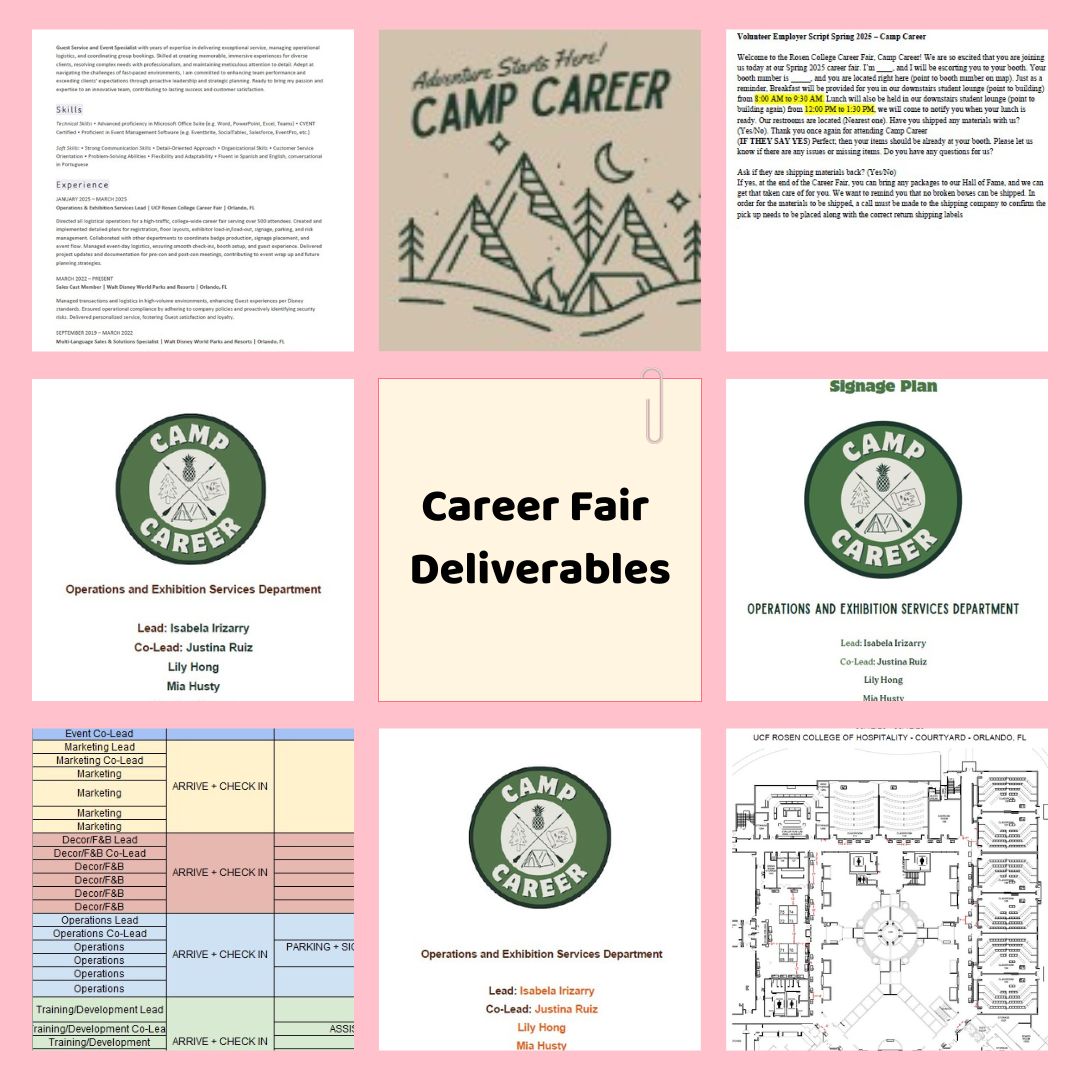 Guest Service and Event Specialist with years of expertise in delivering exceptional service, managing operational
logistics, and coordinating group bookings. Skilled at creating memorable, immersive experiences for diverse
clients, resolving complex needs with professionalism, and maintaining meticulous attention to detail. Adept at
navigating the challenges of fast-paced environments, I am committed to enhancing team performance and
exceeding clients' expectations through proactive leadership and strategic planning. Ready to bring my passion and
expertise to an innovative team, contributing to lasting success and customer satisfaction.
Skills
Technical Skills • Advanced proficiency in Microsoft Office Suite (e.g. Word, PowerPoint, Excel, Teams) • CVENT
Certified • Proficient in Event Management Software (e.g. Eventbrite, SocialTables, Salesforce, EventPro, etc.)
Soft Skills: • Strong Communication Skills • Detail-Oriented Approach • Organizational Skills • Customer Service
Orientation • Problem-Solving Abilities • Flexibility and Adaptability • Fluent in Spanish and English, conversational
in Portuguese
Experience
JANUARY 2025 – MARCH 2025
Operations & Exhibition Services Lead | UCF Rosen College Career Fair | Orlando, FL
Directed all logistical operations for a high-traffic, college-wide career fair serving over 500 attendees. Created and
implemented detailed plans for registration, floor layouts, exhibitor load-in/load-out, signage, parking, and risk
management. Collaborated with other departments to coordinate badge production, signage placement, and
event flow. Managed event-day logistics, ensuring smooth check-ins, booth setup, and guest experience. Delivered
project updates and documentation for pre-con and post-con meetings, contributing to event wrap up and future
planning strategies.
MARCH 2022 – PRESENT
Sales Cast Member | Walt Disney World Parks and Resorts | Orlando, FL
Managed transactions and logistics in high-volume environments, enhancing Guest experiences per Disney
standards. Ensured operational compliance by adhering to company policies and proactively identifying security
risks. Delivered personalized service, fostering Guest satisfaction and loyalty.
SEPTEMBER 2019 – MARCH 2022
Multi-Language Sales & Solutions Specialist | Walt Disney World Parks and Resorts | Orlando, FL
Adventure Starts Here!
CAMP CAREER
Volunteer Employer Script Spring 2025 – Camp Career
Welcome to the Rosen College Career Fair, Camp Career! We are so excited that you are joining
us today at our Spring 2025 career fair. I'm ____, and I will be escorting you to your booth. Your
booth number is _____, and you are located right here (point to booth number on map). Just as a
reminder, Breakfast will be provided for you in our downstairs student lounge (point to building)
from 8:00 AM to 9:30 AM. Lunch will also be held in our downstairs student lounge (point to
building again) from 12:00 PM to 1:30 PM, we will come to notify you when your lunch is
ready. Our restrooms are located (Nearest one). Have you shipped any materials with us?
(Yes/No). Thank you once again for attending Camp Career
(IF THEY SAY YES) Perfect; then your items should be already at your booth. Please let us
know if there are any issues or missing items. Do you have any questions for us?
Ask if they are shipping materials back? (Yes/No)
If yes, at the end of the Career Fair, you can bring any packages to our Hall of Fame, and we can
get that taken care of for you. We want to remind you that no broken boxes can be shipped. In
order for the materials to be shipped, a call must be made to the shipping company to confirm the
pick up needs to be placed along with the correct return shipping labels
CAMP
CAREER
Operations and Exhibition Services Department
Lead: Isabela Irizarry
Co-Lead: Justina Ruiz
Lily Hong
Mia Husty
Career Fair
Deliverables
Signage Plan
CAMP
CAREER
OPERATIONS AND EXHIBITION SERVICES DEPARTMENT
Lead: Isabela Irizarry
Co-Lead: Justina Ruiz
Lily Hong
Mia Husty
Event Co-Lead
Marketing Lead
Marketing Co-Lead
Marketing
Marketing
Marketing
Marketing
ARRIVE + CHECK IN
Decor/F&B Lead
Decor/F&B Co-Lead
Decor/F&B
Decor/F&B
Decor/F&B
Decor/F&B
ARRIVE + CHECK IN
Operations Lead
Operations Co-Lead
Operations
Operations
Operations
Operations
ARRIVE + CHECK IN
PARKING + SI
Training/Development Lead
raining/Development Co-Lea
Training/Development
ARRIVE + CHECK IN
ASSIS
CAMP
CAREER
Operations and Exhibition Services Department
Lead: Isabela Irizarry
Co-Lead: Justina Ruiz
Lily Hong
Mia Husty
UCF ROSEN COLLEGE OF HOSPITALITY - COURTYARD - ORLANDO, FL